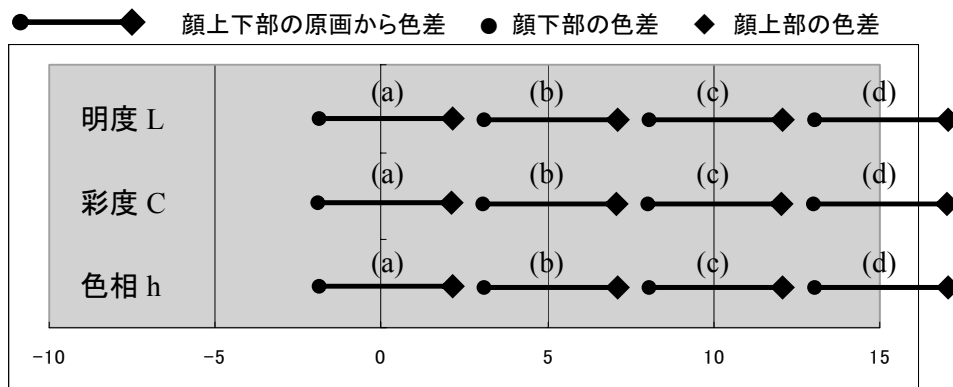 顔上下部の原画から色差 顔下部の色差 顔上部の色差
明度 L (a) (b) (c) (d)
彩度 C (a) (b) (c) (d)
色相 h (a) (b) (c) (d)
-10 -5 0 5 10 15